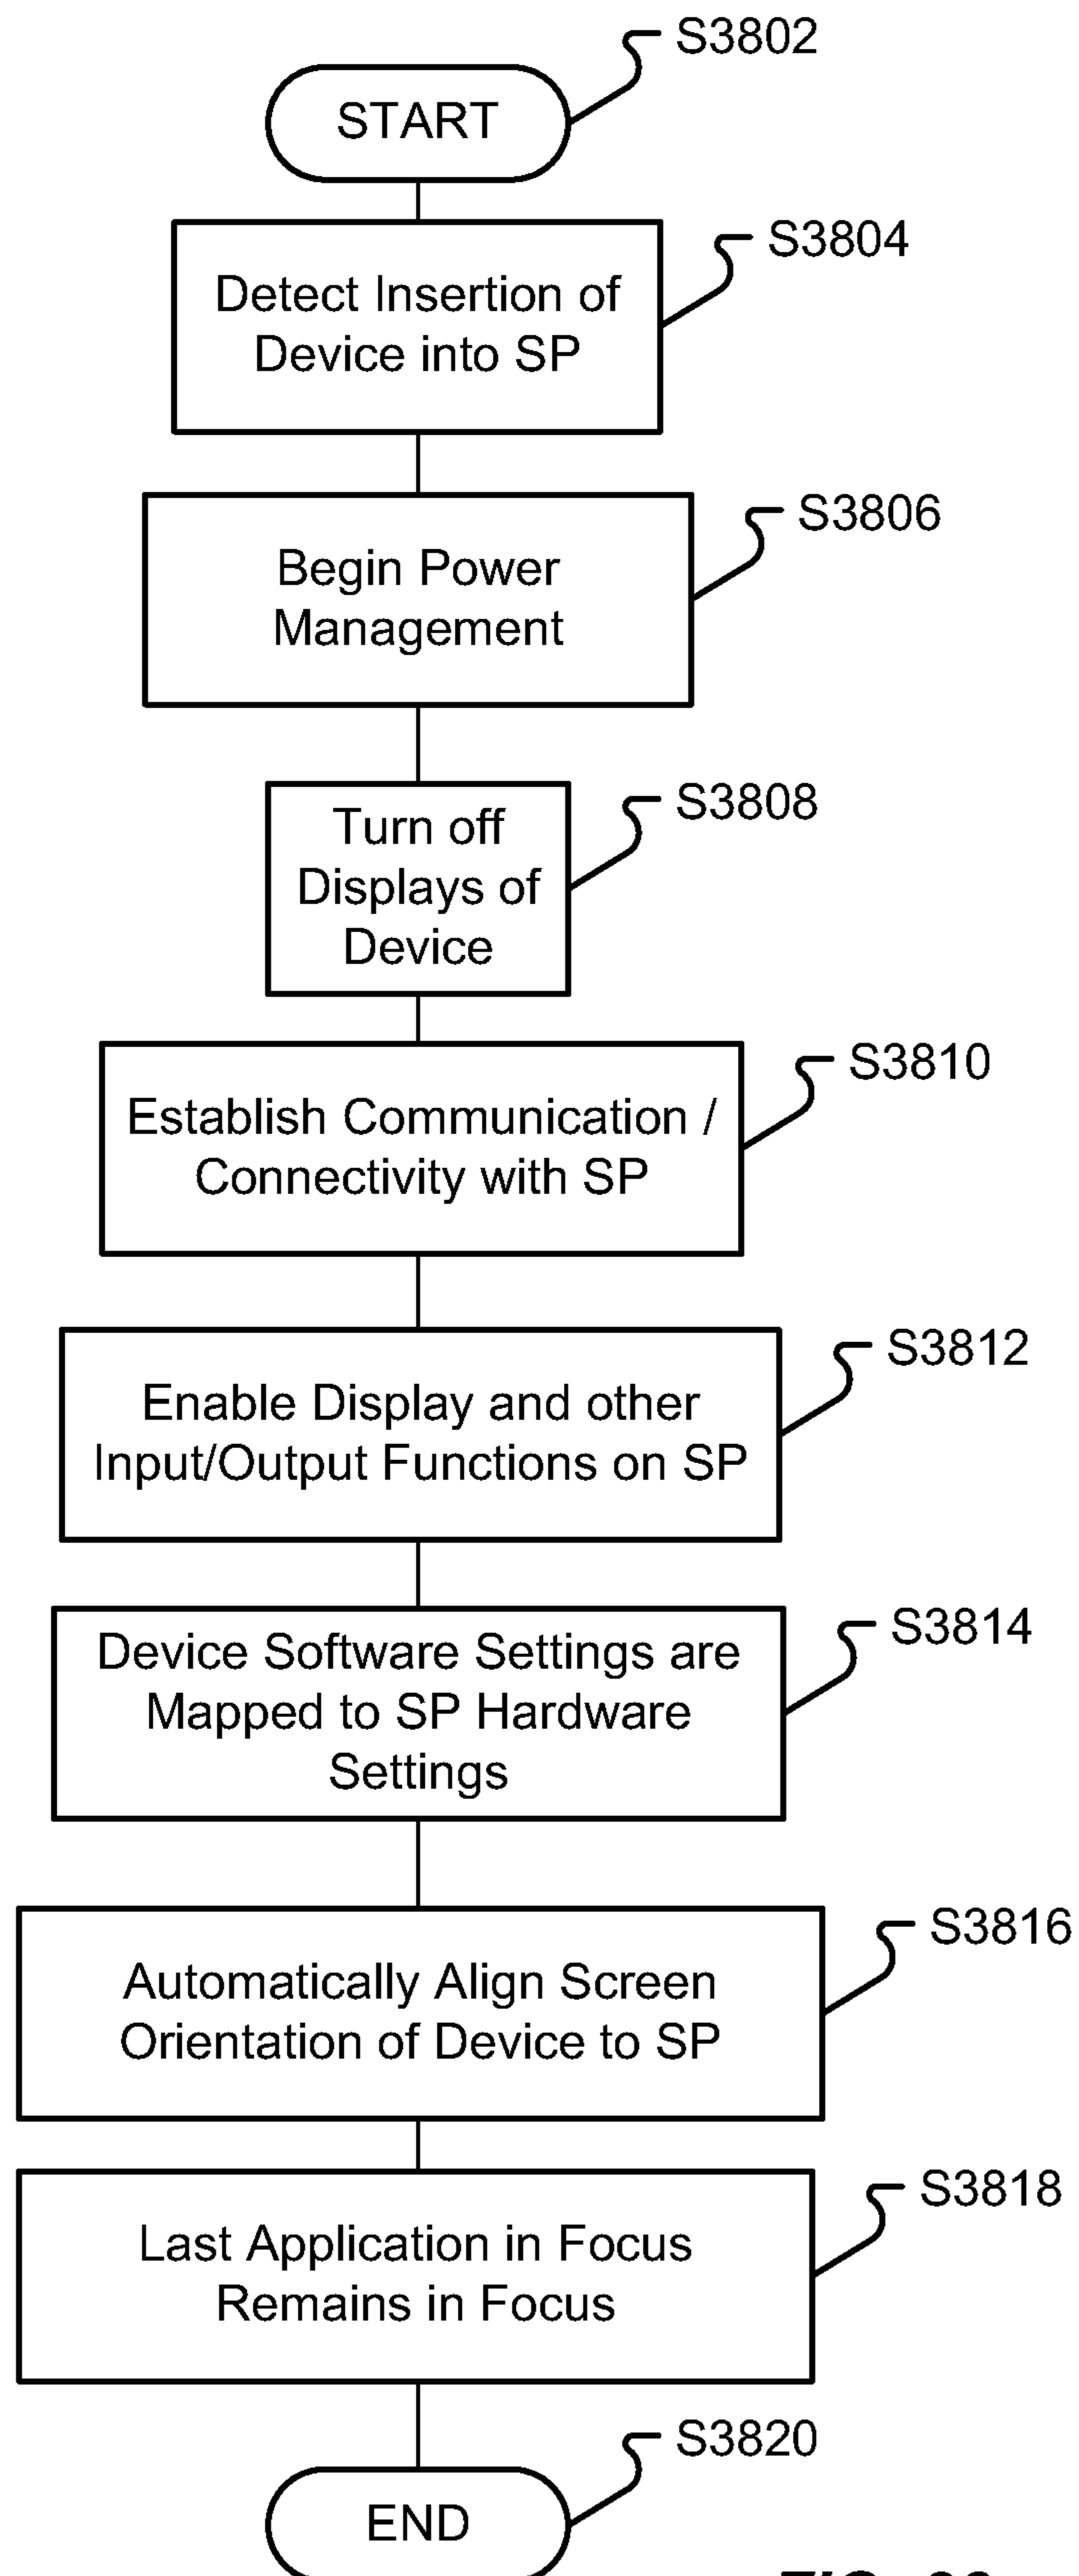 S3802
START
S3804
Detect Insertion of
Device into SP
S3806
Begin Power
Management
S3808
Turn off
Displays of
Device
S3810
Establish Communication /
Connectivity with SP
S3812
Enable Display and other
Input/Output Functions on SP
S3814
Device Software Settings are
Mapped to SP Hardware
Settings
S3816
Automatically Align Screen
Orientation of Device to SP
S3818
Last Application in Focus
Remains in Focus
S3820
END